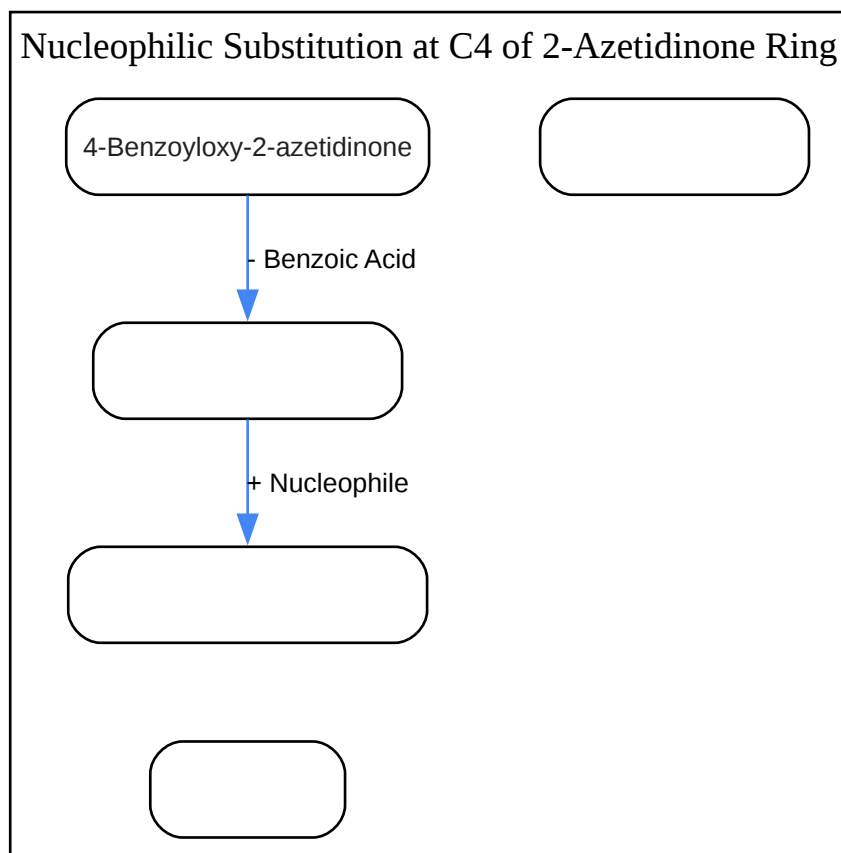 Nucleophilic Substitution at C4 of 2-Azetidinone Ring
4-Benzoyloxy-2-azetidinone
- Benzoic Acid
+ Nucleophile